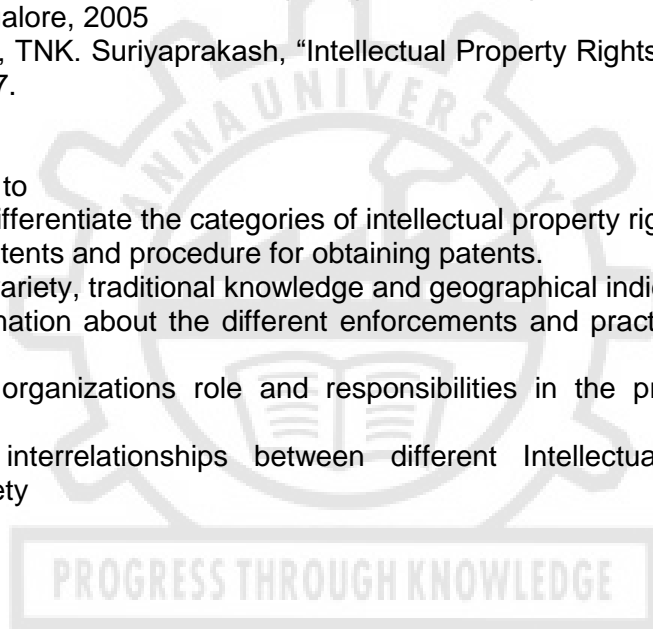 alore, 2005
, TNK. Suriyaprakash, “Intellectual Property Rights
7.
ANNA UNIVERSITY
to
ifferentiate the categories of intellectual property rig
tents and procedure for obtaining patents.
ariety, traditional knowledge and geographical indi
nation about the different enforcements and pract
organizations role and responsibilities in the pr
interrelationships between different Intellectua
ety
PROGRESS THROUGH KNOWLEDGE